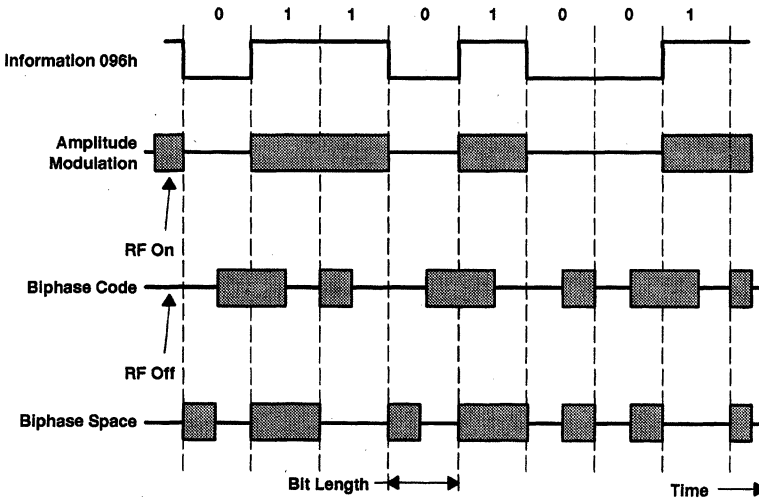 0 1 1 0 1 0 0 1
Information 096h
Amplitude
Modulation
RF On
Biphase Code
RF Off
Biphase Space
Bit Length
Time